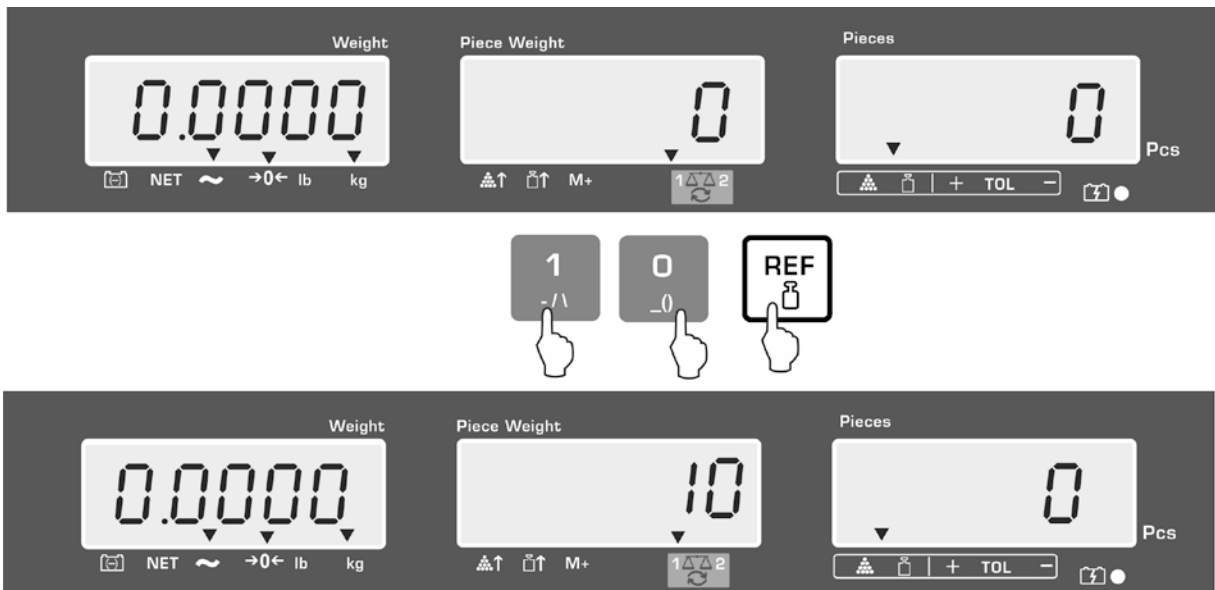 Weight Piece Weight Pieces
0.0000 0 0
Pcs
NET ~ →0← lb kg M+ 1 2 + TOL −
1 0 REF
-/\ _()
Weight Piece Weight Pieces
0.0000 10 0
Pcs
NET ~ →0← lb kg M+ 1 2 + TOL −